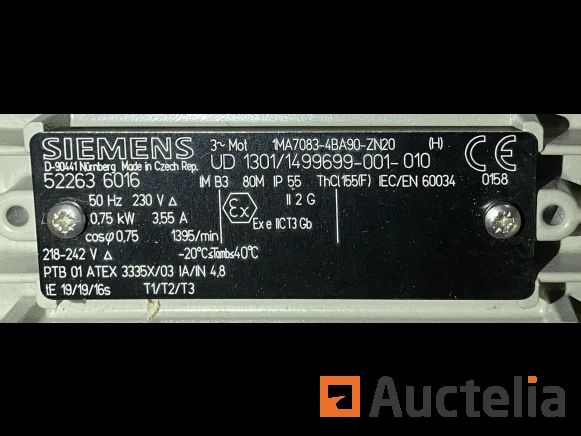 SIEMENS 3~ Mot 1MA7083-4BA90-ZN20 (H)
D-90441 Nürnberg Made in Czech Rep. UD 1301/1499699-001-010
52263 6016 IM B3 80M IP 55 ThCl.155(F) IEC/EN 60034 0158
50 Hz 230 V Δ II 2 G
0,75 kW 3,55 A Ex e IICT3 Gb
cosφ 0,75 1395/min
218-242 V Δ -20°C≤Tamb≤40°C
PTB 01 ATEX 3335X/03 IA/IN 4,8
tE 19/19/16s T1/T2/T3
CE
Ex
Auctelia